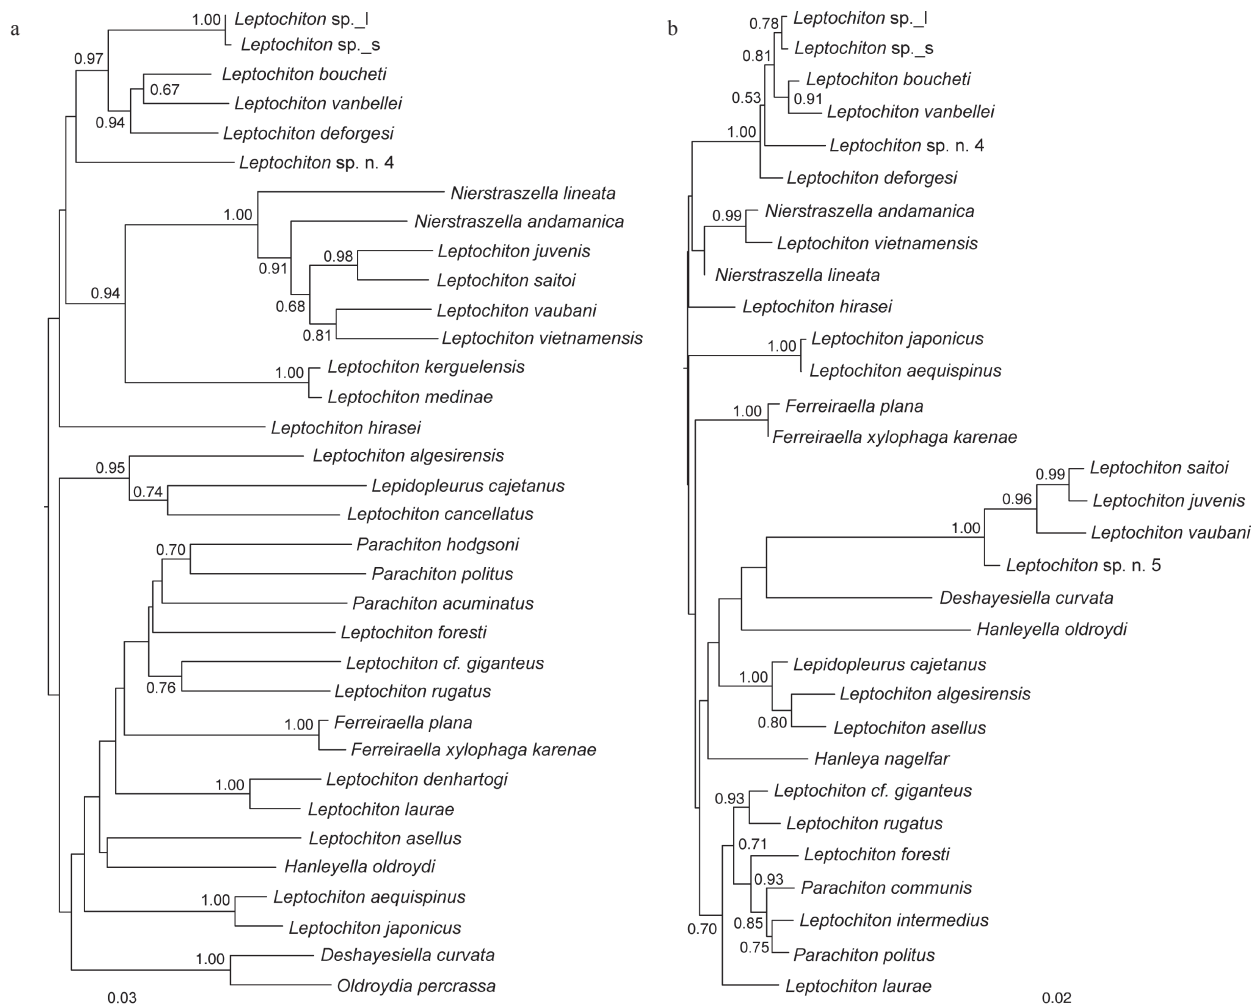 a
1.00
Leptochiton sp._l
Leptochiton sp._s
0.97
Leptochiton boucheti
0.67
Leptochiton vanbellei
0.94
Leptochiton deforgesi
Leptochiton sp. n. 4
Nierstraszella lineata
1.00
Nierstraszella andamanica
0.91
Leptochiton juvenis
0.98
Leptochiton saitoi
0.68
Leptochiton vaubani
0.81
Leptochiton vietnamensis
0.94
Leptochiton kerguelensis
1.00
Leptochiton medinae
Leptochiton hirasei
Leptochiton algesirensis
0.95
Lepidopleurus cajetanus
0.74
Leptochiton cancellatus
Parachiton hodgsoni
0.70
Parachiton politus
Parachiton acuminatus
Leptochiton foresti
Leptochiton cf. giganteus
0.76
Leptochiton rugatus
Ferreiraella plana
1.00
Ferreiraella xylophaga karenae
Leptochiton denhartogi
1.00
Leptochiton laurae
Leptochiton asellus
Hanleyella oldroydi
Leptochiton aequispinus
1.00
Leptochiton japonicus
Deshayesiella curvata
1.00
Oldroydia percrassa
0.03
b
Leptochiton sp._l
0.78
Leptochiton sp._s
0.81
Leptochiton boucheti
0.91
Leptochiton vanbellei
0.53
1.00
Leptochiton sp. n. 4
Leptochiton deforgesi
Nierstraszella andamanica
0.99
Leptochiton vietnamensis
Nierstraszella lineata
Leptochiton hirasei
Leptochiton japonicus
1.00
Leptochiton aequispinus
Ferreiraella plana
1.00
Ferreiraella xylophaga karenae
Leptochiton saitoi
0.99
Leptochiton juvenis
0.96
Leptochiton vaubani
1.00
Leptochiton sp. n. 5
Deshayesiella curvata
Hanleyella oldroydi
Lepidopleurus cajetanus
1.00
Leptochiton algesirensis
0.80
Leptochiton asellus
Hanleya nagelfar
Leptochiton cf. giganteus
0.93
Leptochiton rugatus
0.71
Leptochiton foresti
0.93
Parachiton communis
0.85
Leptochiton intermedius
0.75
Parachiton politus
0.70
Leptochiton laurae
0.02